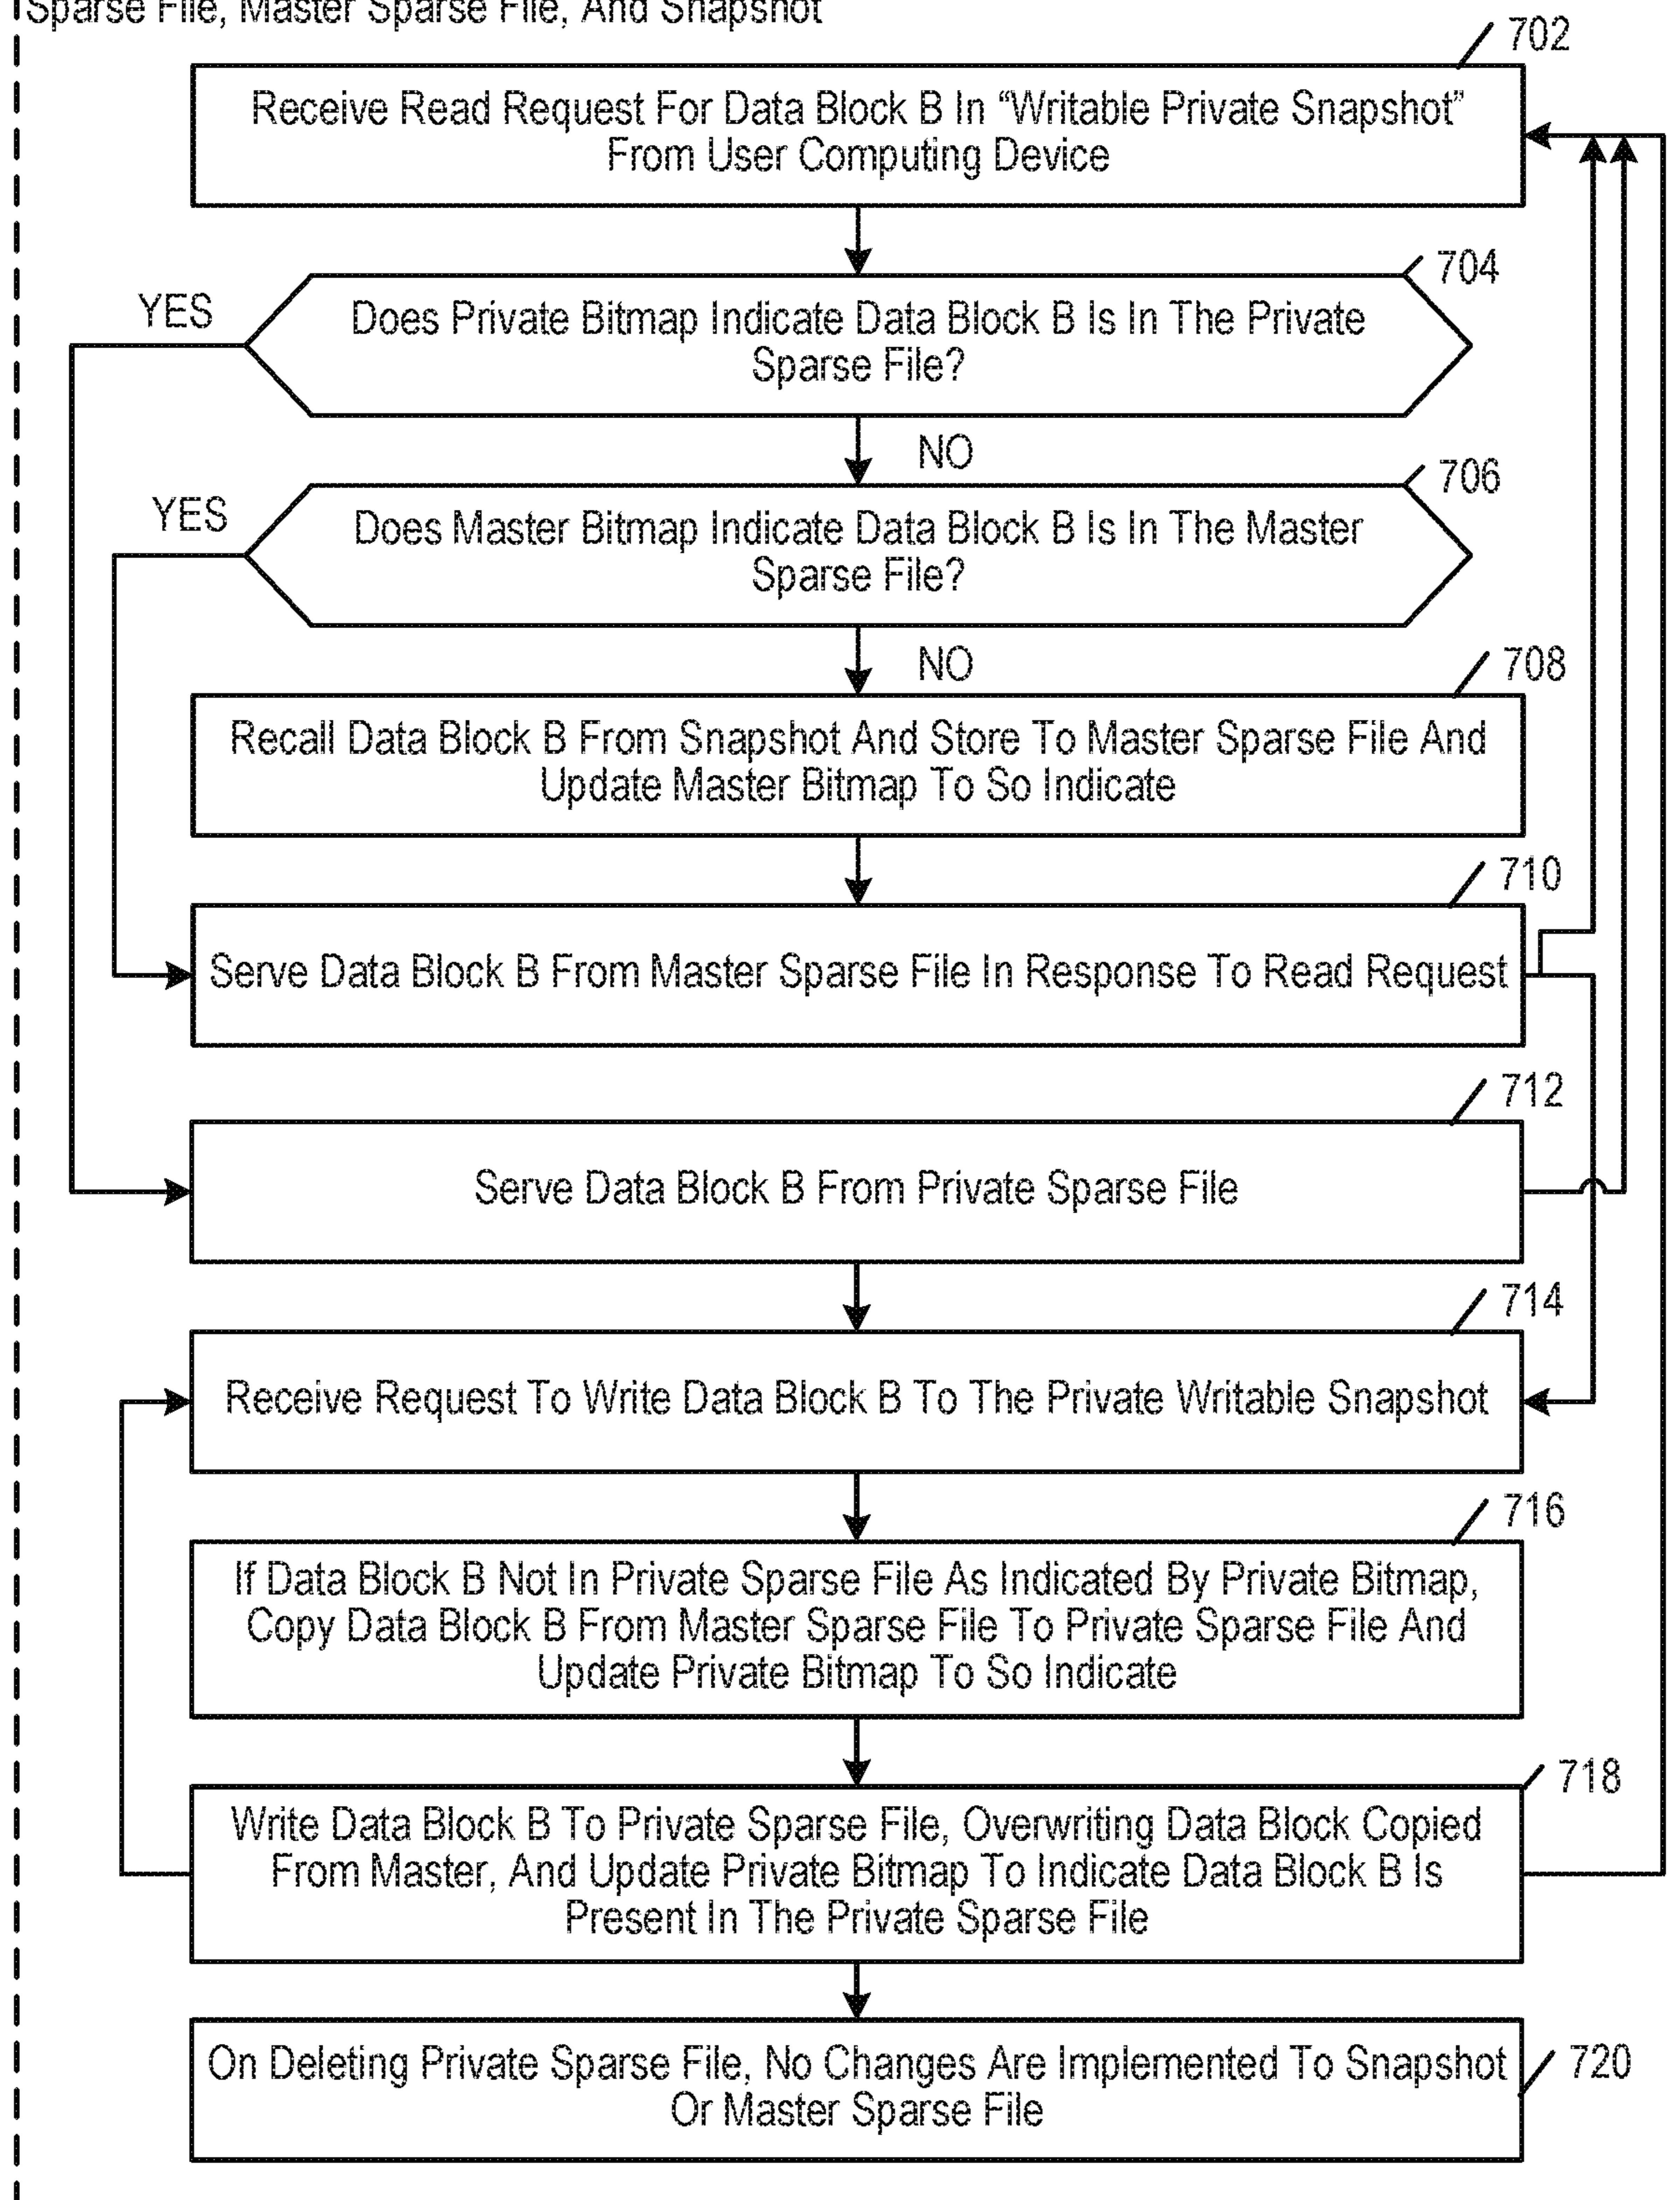 Sparse File, Master Sparse File, And Snapshot
702
Receive Read Request For Data Block B In “Writable Private Snapshot”
From User Computing Device
704
YES
Does Private Bitmap Indicate Data Block B Is In The Private
Sparse File?
NO
706
YES
Does Master Bitmap Indicate Data Block B Is In The Master
Sparse File?
NO
708
Recall Data Block B From Snapshot And Store To Master Sparse File And
Update Master Bitmap To So Indicate
710
Serve Data Block B From Master Sparse File In Response To Read Request
712
Serve Data Block B From Private Sparse File
714
Receive Request To Write Data Block B To The Private Writable Snapshot
716
If Data Block B Not In Private Sparse File As Indicated By Private Bitmap,
Copy Data Block B From Master Sparse File To Private Sparse File And
Update Private Bitmap To So Indicate
718
Write Data Block B To Private Sparse File, Overwriting Data Block Copied
From Master, And Update Private Bitmap To Indicate Data Block B Is
Present In The Private Sparse File
On Deleting Private Sparse File, No Changes Are Implemented To Snapshot
Or Master Sparse File
720